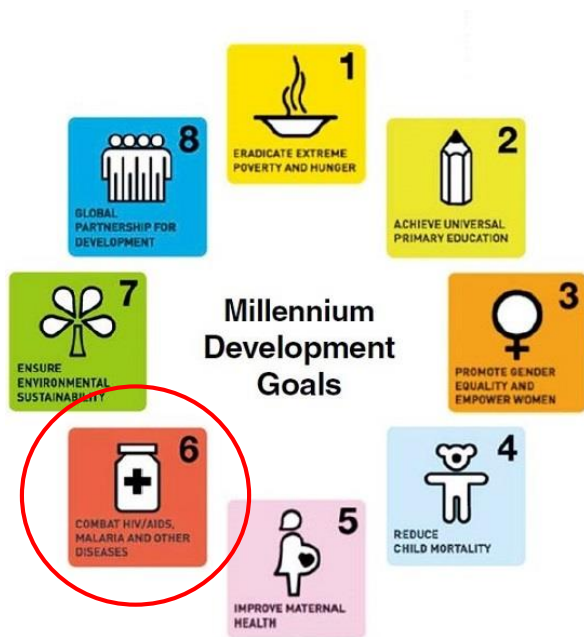 1
ERADICATE EXTREME
POVERTY AND HUNGER
2
ACHIEVE UNIVERSAL
PRIMARY EDUCATION
3
PROMOTE GENDER
EQUALITY AND
EMPOWER WOMEN
4
REDUCE
CHILD MORTALITY
5
IMPROVE MATERNAL
HEALTH
6
COMBAT HIV/AIDS,
MALARIA AND OTHER
DISEASES
7
ENSURE
ENVIRONMENTAL
SUSTAINABILITY
8
GLOBAL
PARTNERSHIP FOR
DEVELOPMENT
Millennium
Development
Goals